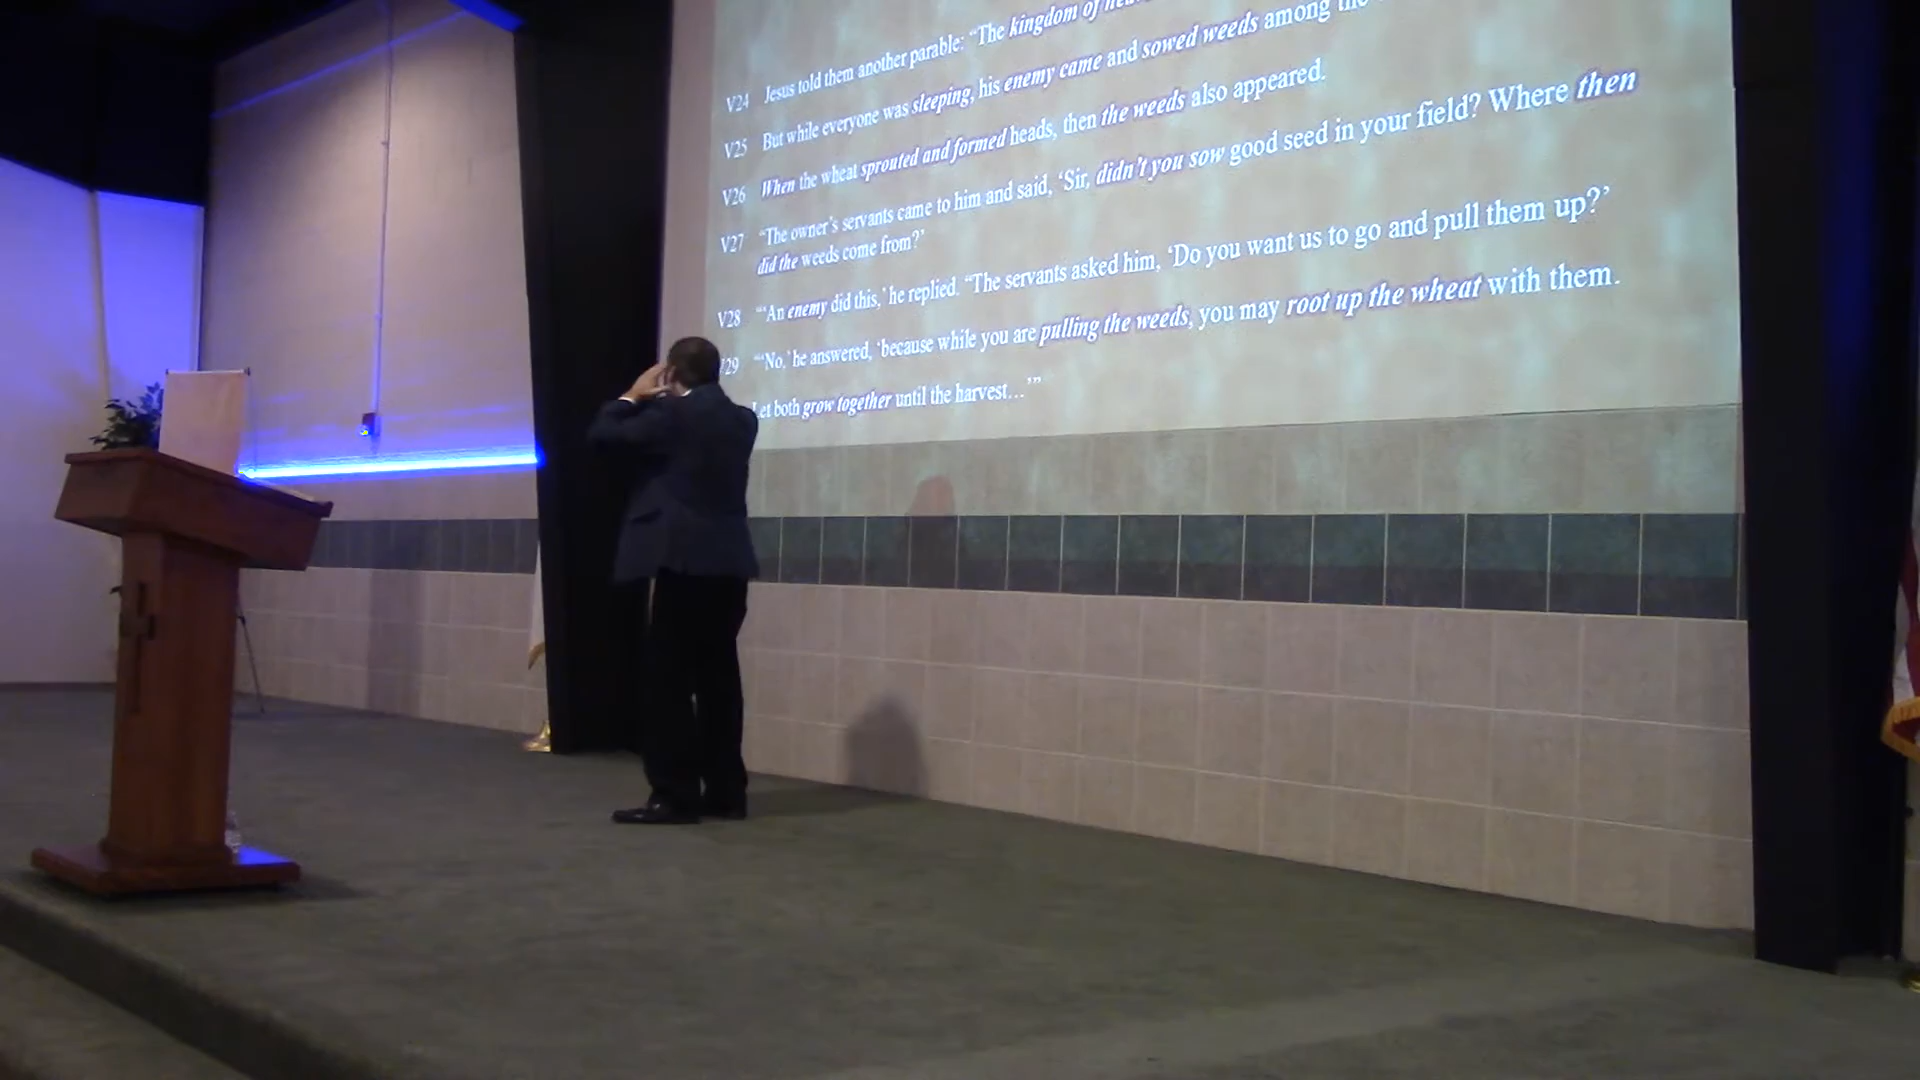 V24 Jesus told them another parable: “The kingdom of
V25 But while everyone was sleeping, his enemy came and sowed weeds among the
V26 When the wheat sprouted and formed heads, then the weeds also appeared.
V27 “The owner’s servants came to him and said, ‘Sir, didn’t you sow good seed in your field? Where then
did the weeds come from?’
V28 “‘An enemy did this,’ he replied. “The servants asked him, ‘Do you want us to go and pull them up?’
29 “‘No,’ he answered, ‘because while you are pulling the weeds, you may root up the wheat with them.
Let both grow together until the harvest…’”